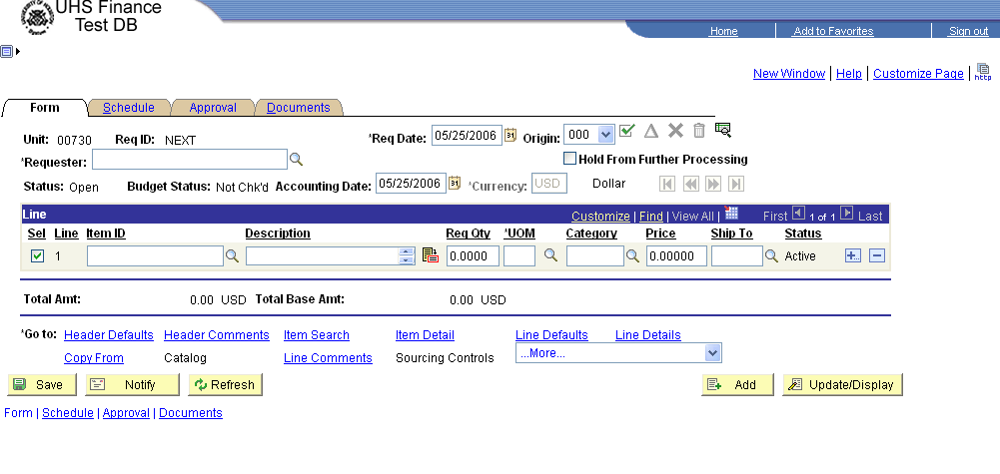 UHS Finance
Test DB
Home Add to Favorites Sign out
New Window | Help | Customize Page | http
Form Schedule Approval Documents
Unit: 00730 Req ID: NEXT *Req Date: 05/25/2006 Origin: 000
*Requester: Hold From Further Processing
Status: Open Budget Status: Not Chk'd Accounting Date: 05/25/2006 *Currency: USD Dollar
Line Customize | Find | View All | First 1 of 1 Last
Sel Line Item ID Description Req Qty *UOM Category Price Ship To Status
1 0.0000 0.00000 Active
Total Amt: 0.00 USD Total Base Amt: 0.00 USD
*Go to: Header Defaults Header Comments Item Search Item Detail Line Defaults Line Details
Copy From Catalog Line Comments Sourcing Controls ...More...
Save Notify Refresh Add Update/Display
Form | Schedule | Approval | Documents